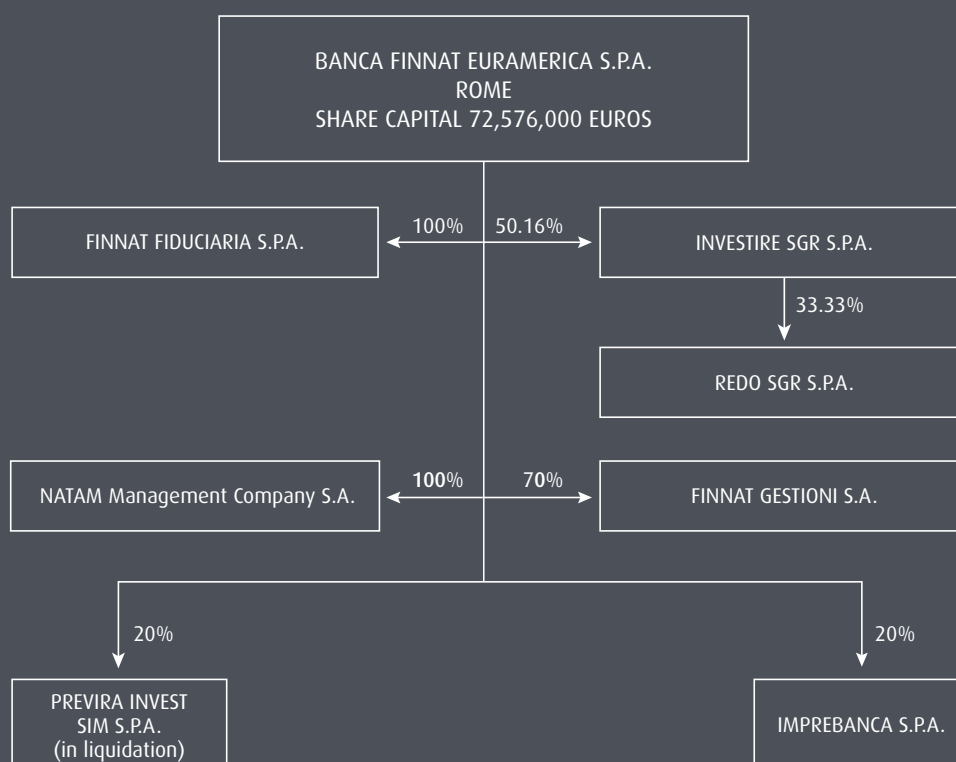 BANCA FINNAT EURAMERICA S.P.A.
ROME
SHARE CAPITAL 72,576,000 EUROS
FINNAT FIDUCIARIA S.P.A.
100%
50.16%
INVESTIRE SGR S.P.A.
33.33%
REDO SGR S.P.A.
NATAM Management Company S.A.
100%
70%
FINNAT GESTIONI S.A.
20%
20%
PREVIRA INVEST
SIM S.P.A.
(in liquidation)
IMPREBANCA S.P.A.